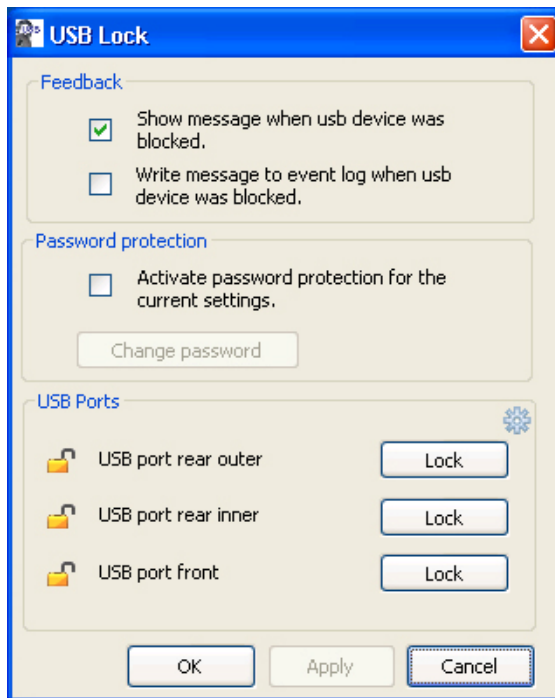 USB Lock
Feedback
Show message when usb device was
blocked.
Write message to event log when usb
device was blocked.
Password protection
Activate password protection for the
current settings.
Change password
USB Ports
USB port rear outer
Lock
USB port rear inner
Lock
USB port front
Lock
OK
Apply
Cancel